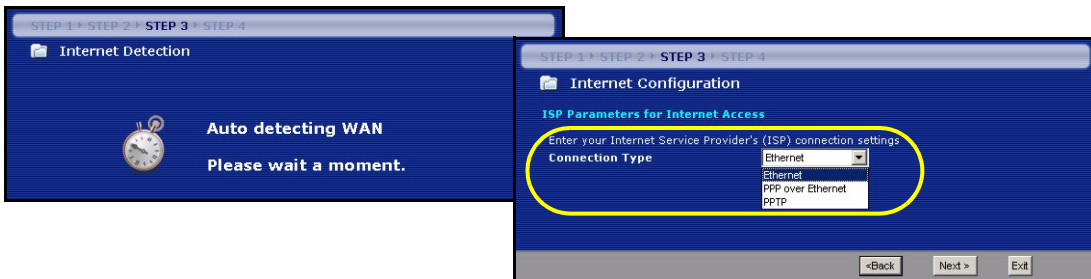 STEP 1 STEP 2 STEP 3 STEP 4
Internet Detection
Auto detecting WAN
Please wait a moment.
STEP 1 STEP 2 STEP 3 STEP 4
Internet Configuration
ISP Parameters for Internet Access
Enter your Internet Service Provider's (ISP) connection settings
Connection Type Ethernet
Ethernet
PPP over Ethernet
PPTP
<Back Next > Exit